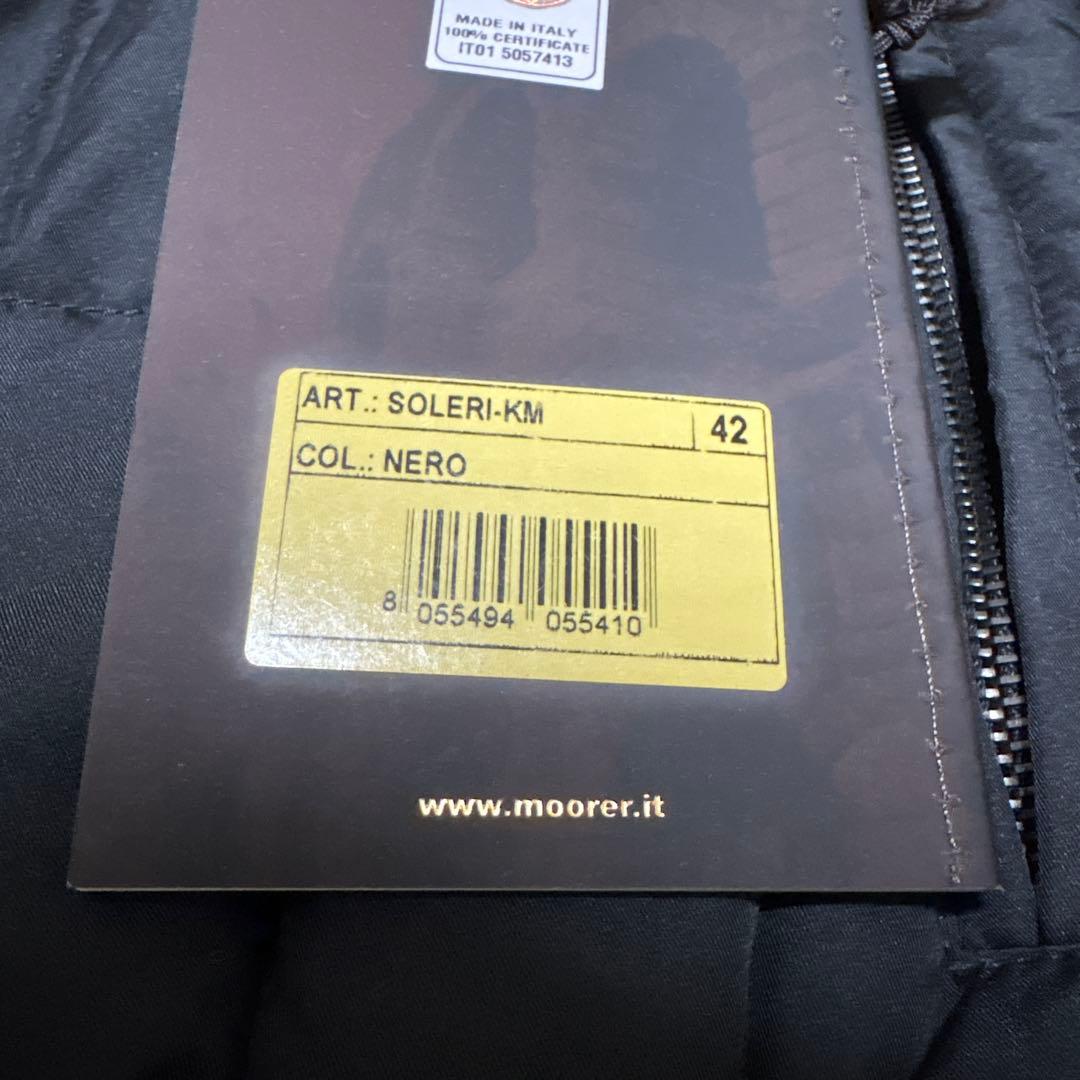 MADE IN ITALY
100% CERTIFICATE
IT01 5057413
ART.: SOLERI-KM 42
COL.: NERO
8 055494 055410
www.moorer.it